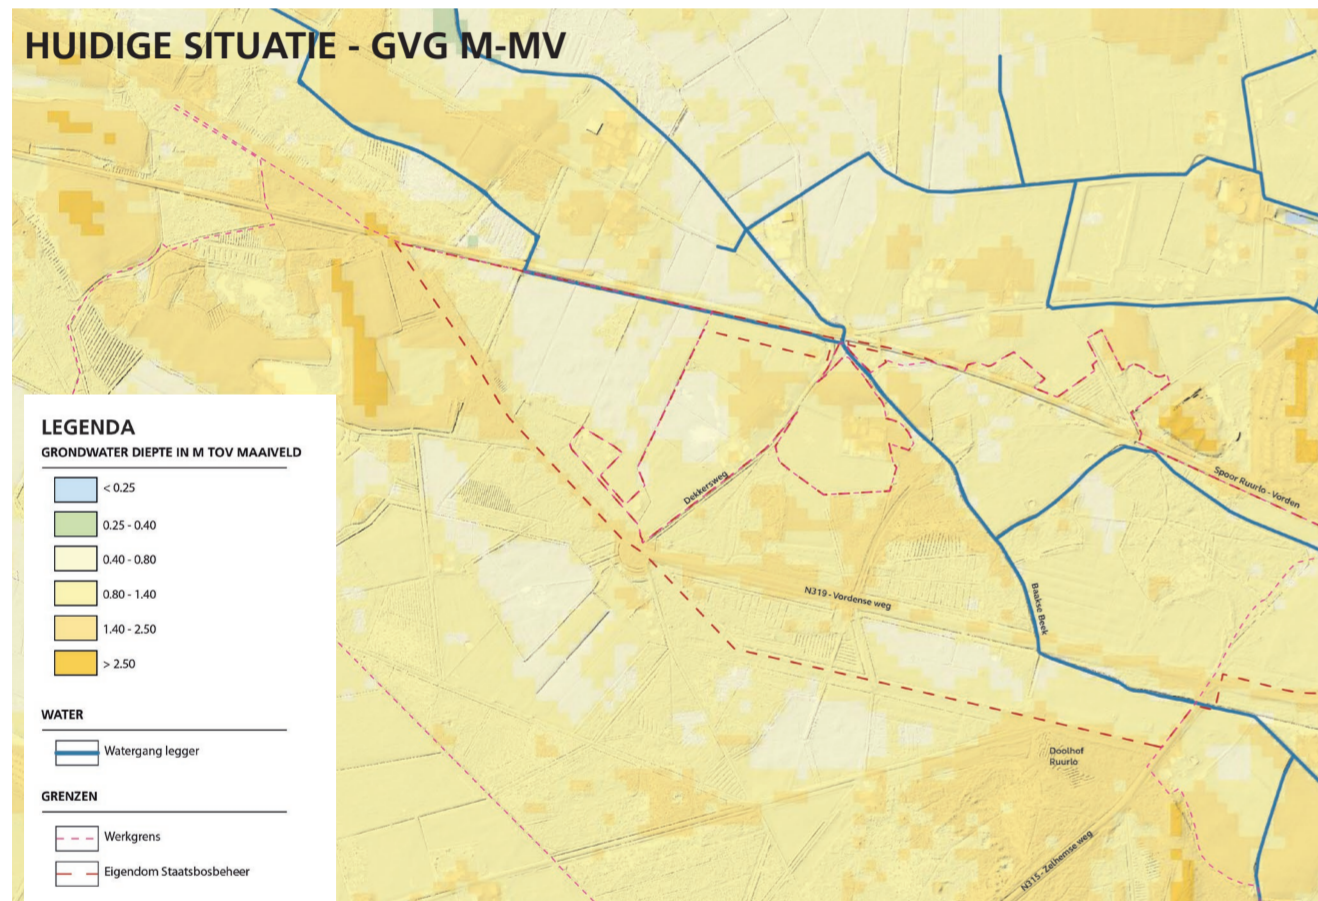 HUIDIGE SITUATIE - GVG M-MV
Dekkersweg
Spoor Ruurlo - Vorden
N319 - Vordense weg
Baakse Beek
Doolhof
Ruurlo
N315 - Zelhemse weg
LEGENDA
GRONDWATER DIEPTE IN M TOV MAAIVELD
< 0.25
0.25 - 0.40
0.40 - 0.80
0.80 - 1.40
1.40 - 2.50
> 2.50
WATER
Watergang legger
GRENZEN
Werkgrens
Eigendom Staatsbosbeheer